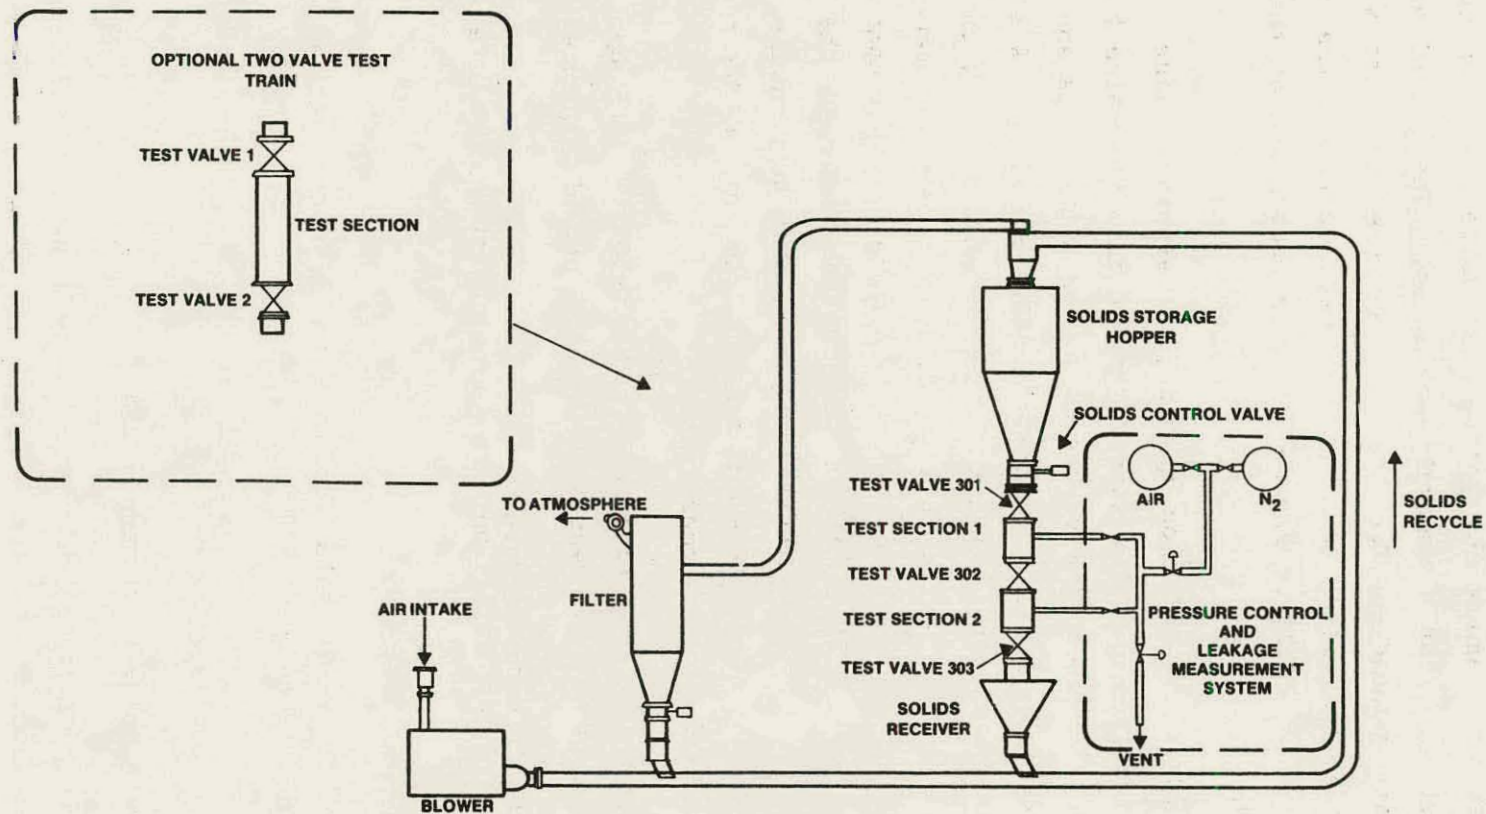 OPTIONAL TWO VALVE TEST
TRAIN
TEST VALVE 1
TEST SECTION
TEST VALVE 2
SOLIDS STORAGE
HOPPER
SOLIDS CONTROL VALVE
TEST VALVE 301
AIR
N2
TO ATMOSPHERE
SOLIDS
RECYCLE
TEST SECTION 1
TEST VALVE 302
FILTER
AIR INTAKE
TEST SECTION 2
PRESSURE CONTROL
AND
LEAKAGE
MEASUREMENT
SYSTEM
TEST VALVE 303
SOLIDS
RECEIVER
VENT
BLOWER